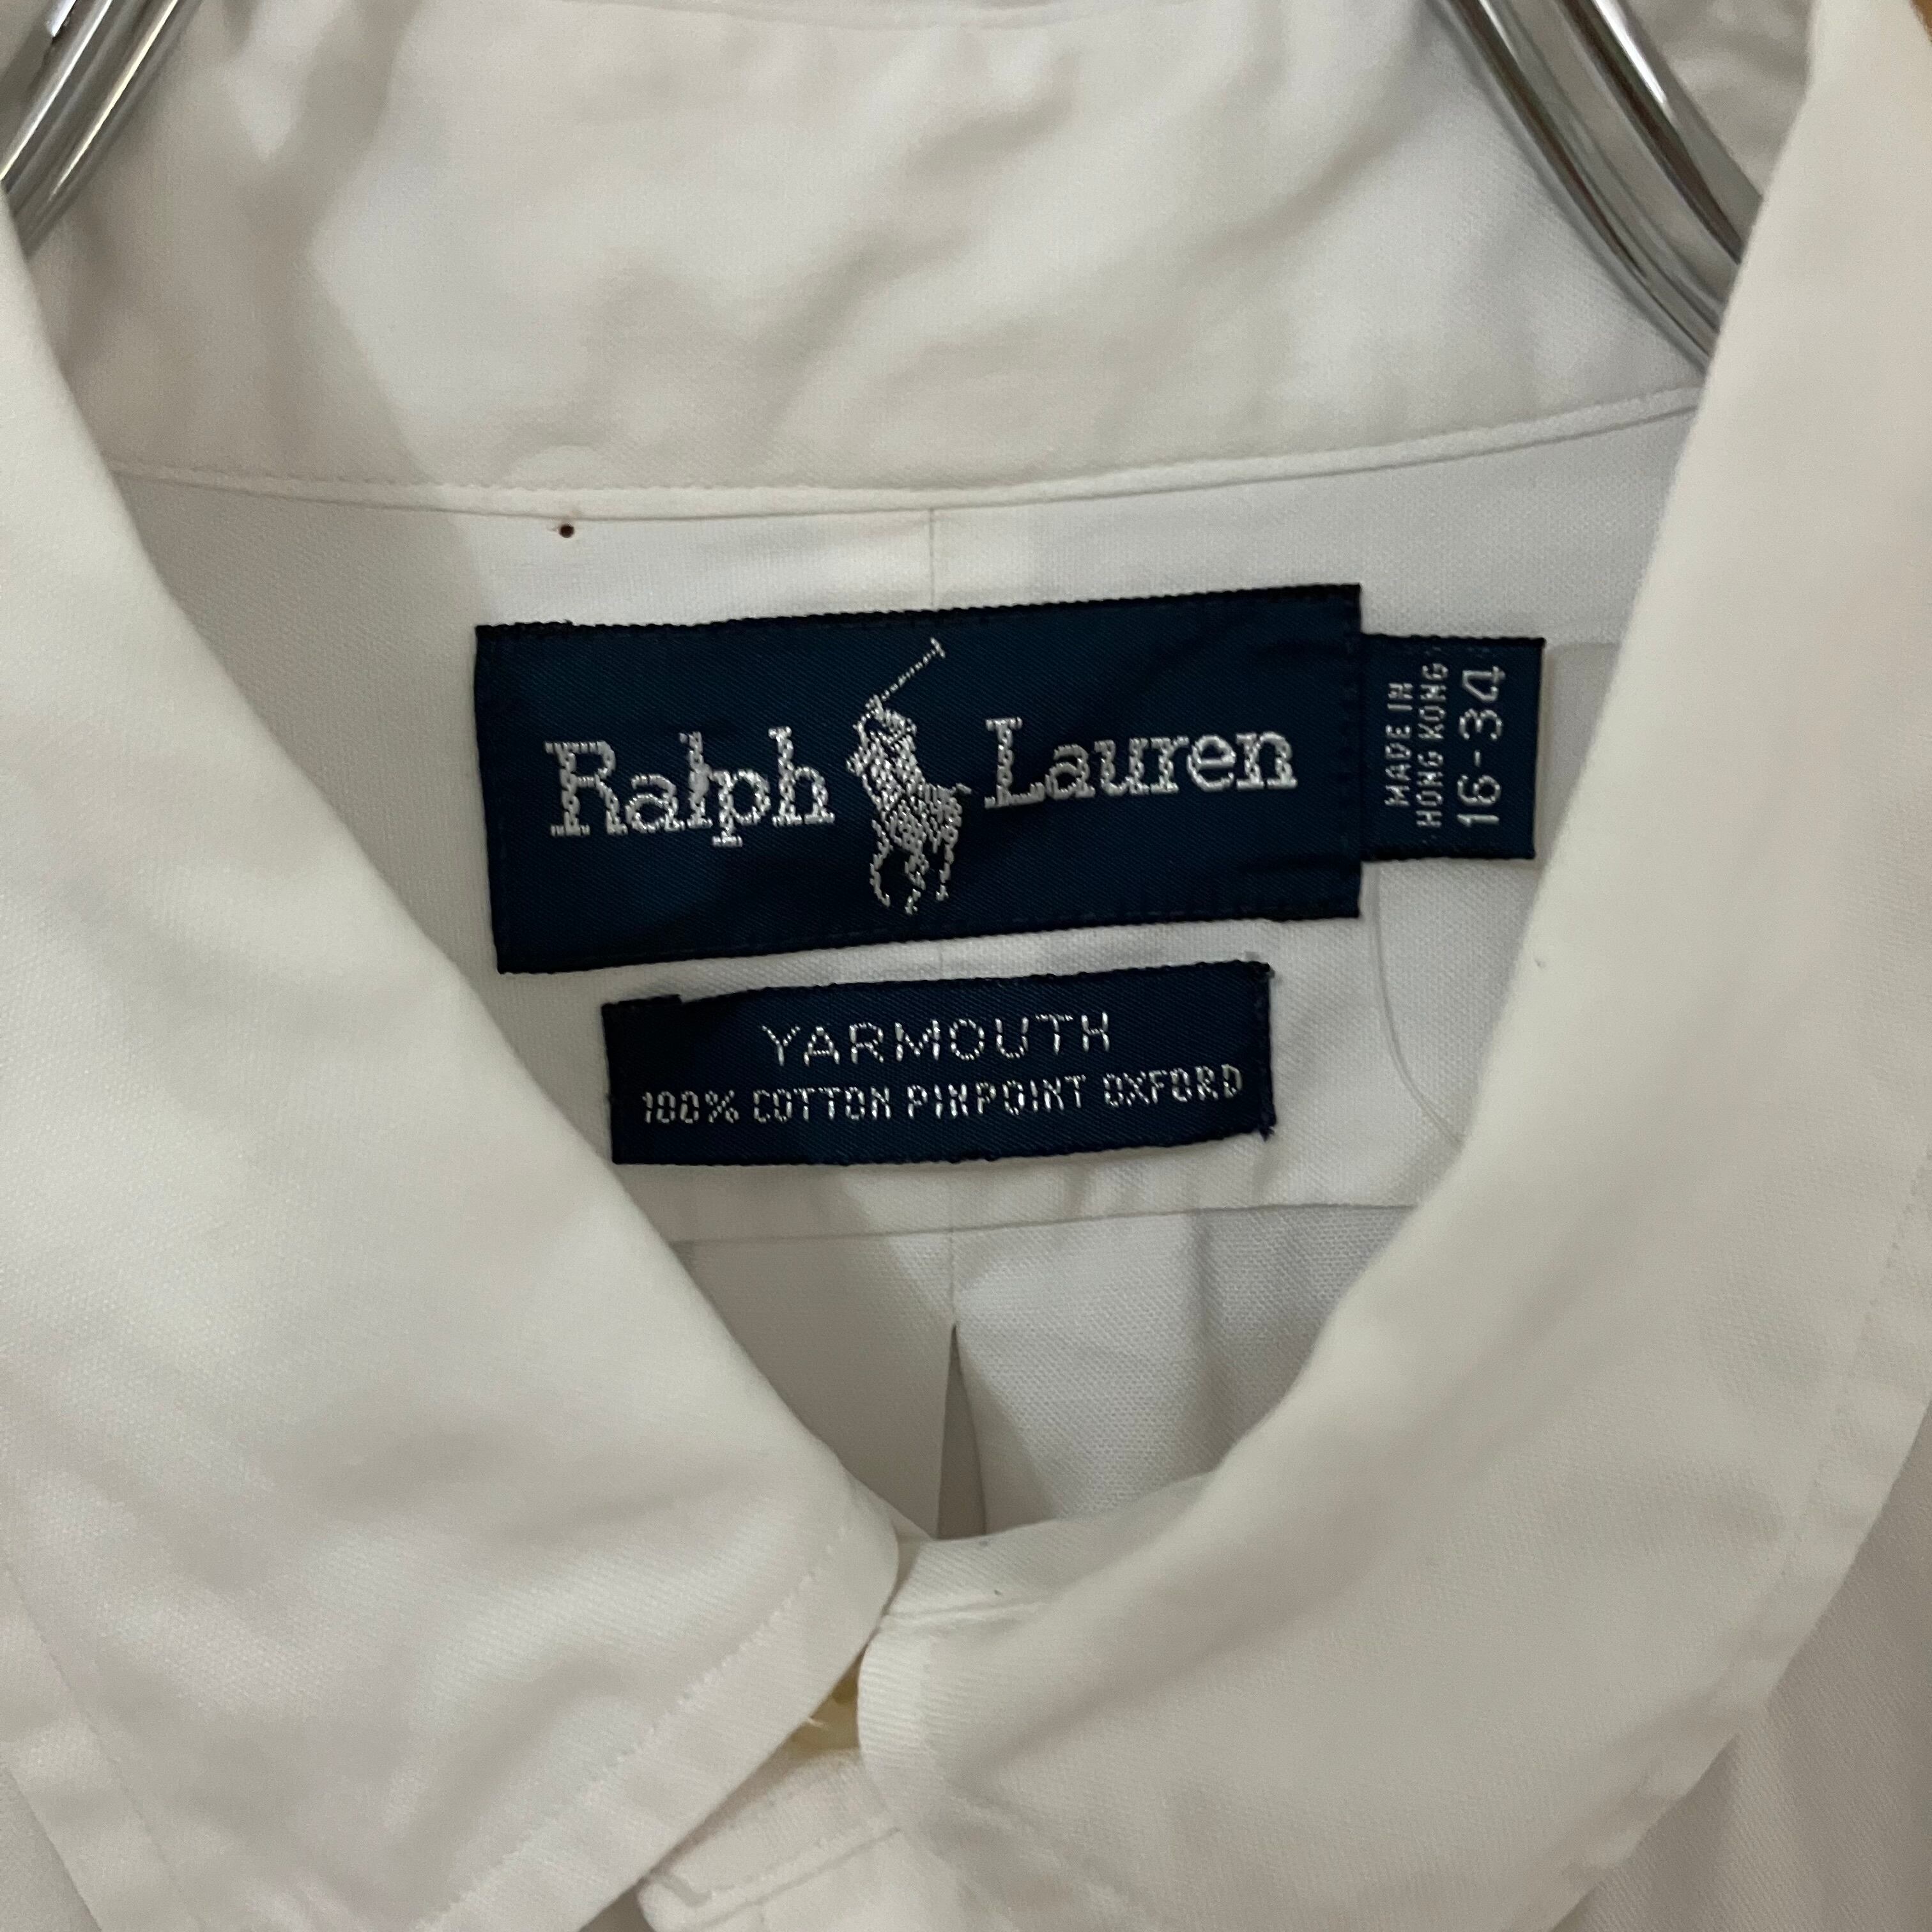 Ralph Lauren
MADE IN
HONG KONG
16-34
YARMOUTH
100% COTTON PINPOINT OXFORD